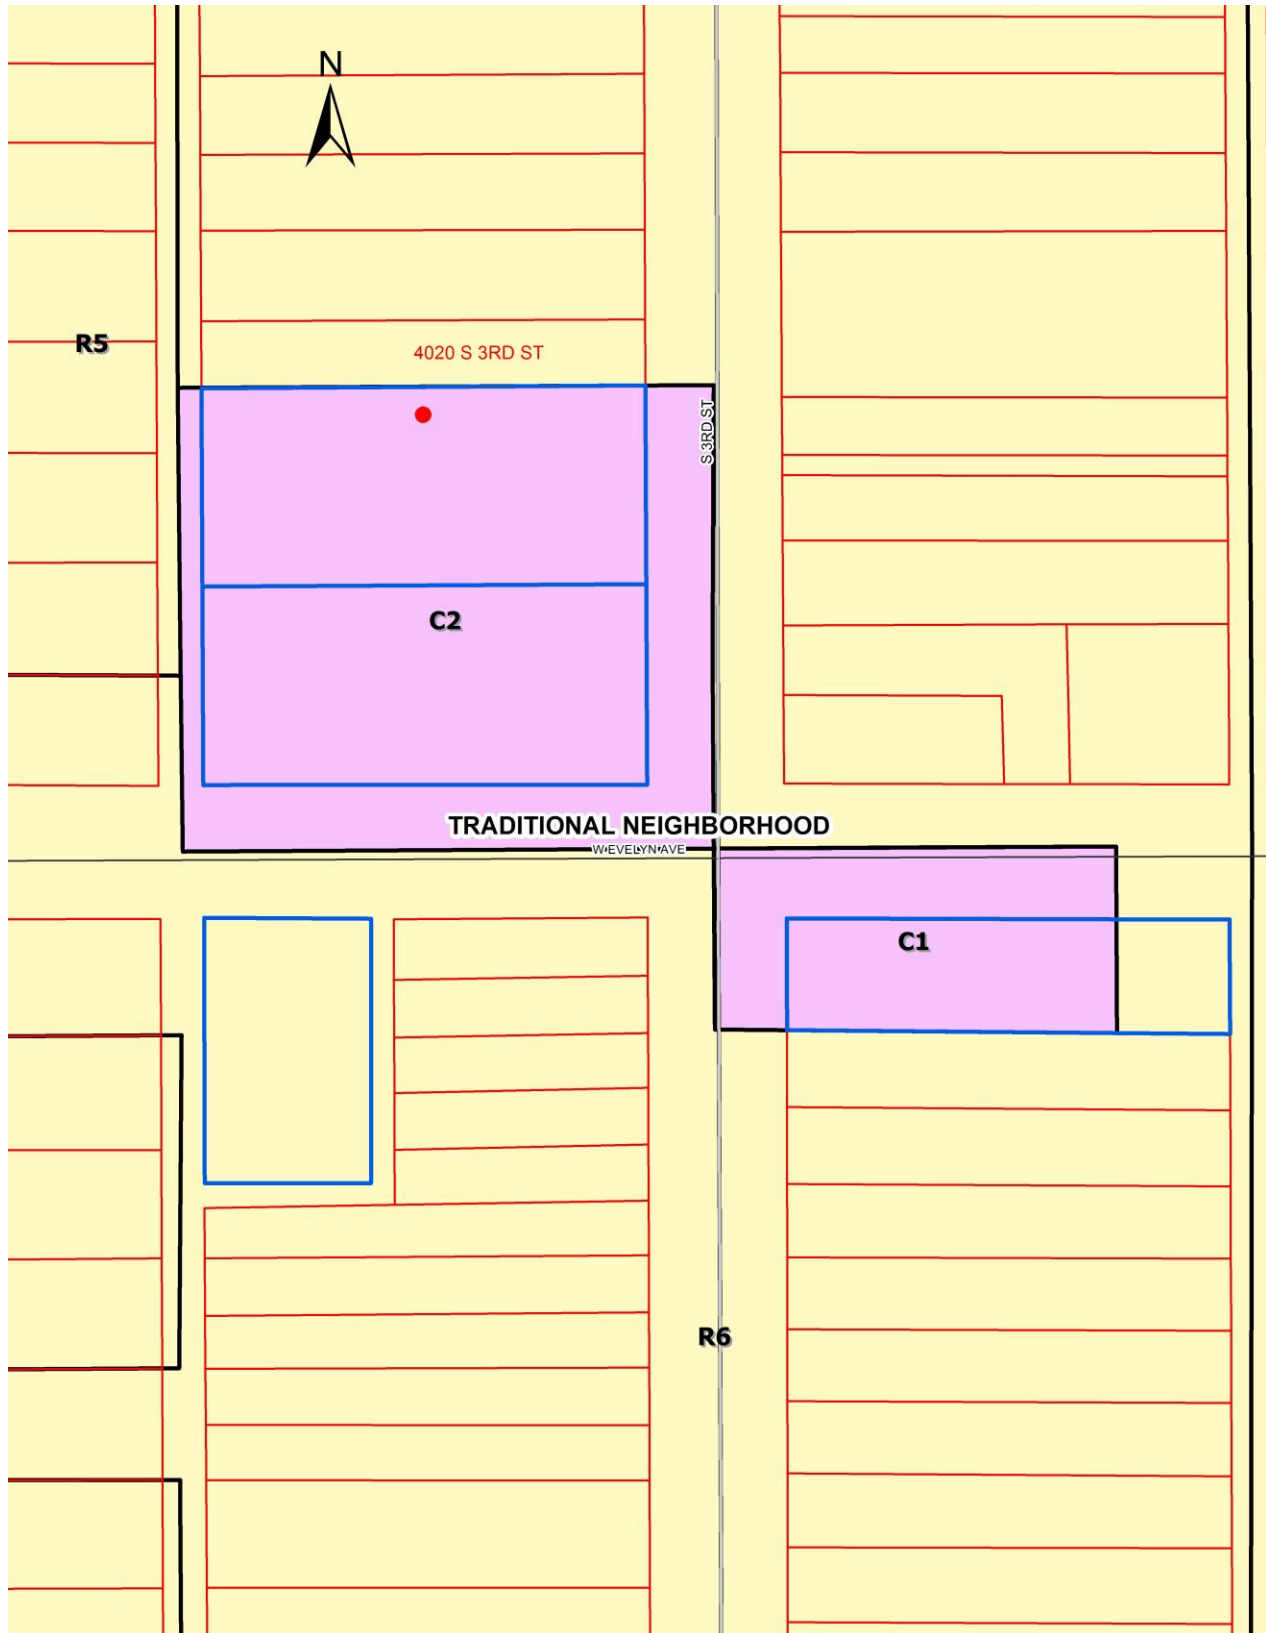 N
R5
4020 S 3RD ST
S 3RD ST
C2
TRADITIONAL NEIGHBORHOOD
W EVELYN AVE
C1
R6